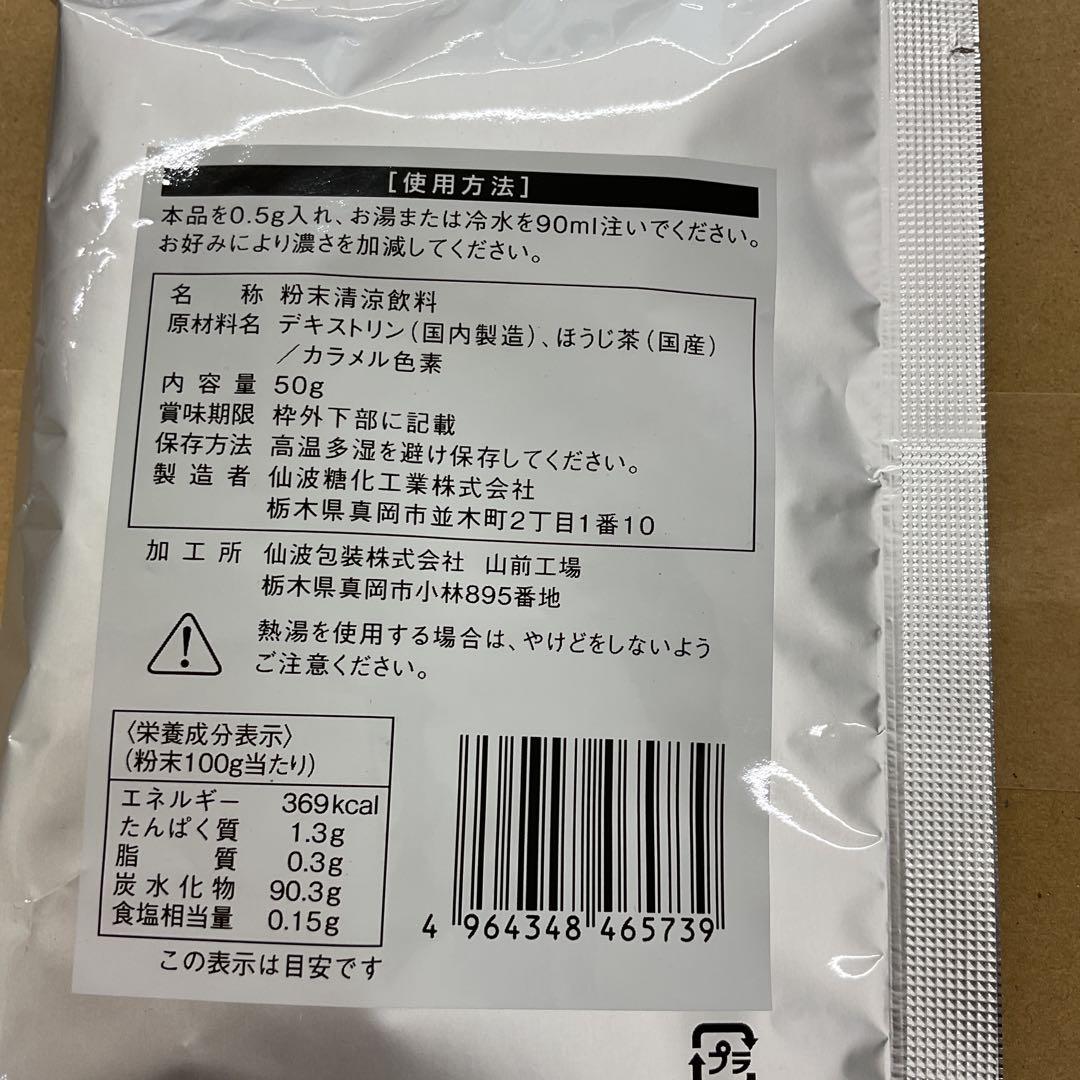 [使用方法]
本品を0.5g入れ、お湯または冷水を90ml注いでください。
お好みにより濃さを加減してください。
名称 粉末清涼飲料
原材料名 デキストリン(国内製造)、ほうじ茶(国産)
/カラメル色素
内容量 50g
賞味期限 枠外下部に記載
保存方法 高温多湿を避け保存してください。
製造者 仙波糖化工業株式会社
栃木県真岡市並木町2丁目1番10
加工所 仙波包装株式会社 山前工場
栃木県真岡市小林895番地
熱湯を使用する場合は、やけどをしないよう
ご注意ください。
〈栄養成分表示〉
(粉末100g当たり)
エネルギー 369kcal
たんぱく質 1.3g
脂質 0.3g
炭水化物 90.3g
食塩相当量 0.15g
この表示は目安です
4 964348 465739
プラ